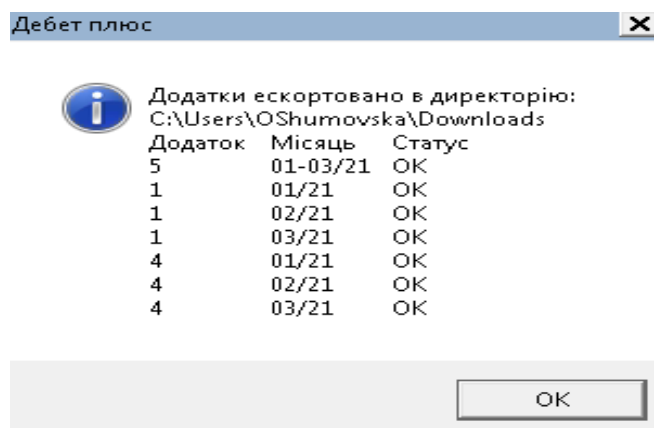 Дебет плюс
Додатки ескортовано в директорію:
C:\Users\OShumovska\Downloads
Додаток Місяць Статус
5 01-03/21 OK
1 01/21 OK
1 02/21 OK
1 03/21 OK
4 01/21 OK
4 02/21 OK
4 03/21 OK
OK